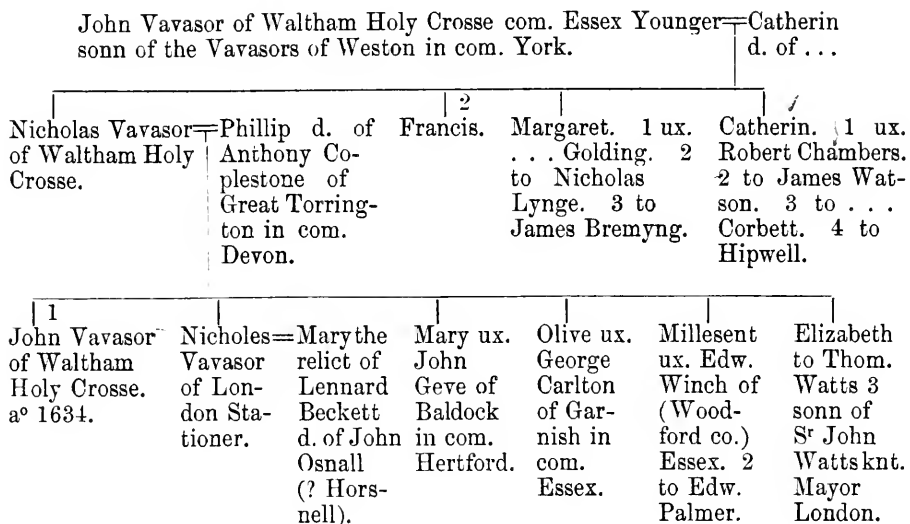 John Vavasor of Waltham Holy Crosse com. Essex Younger=Catherin
sonn of the Vavasors of Weston in com. York. d. of ...
2
Nicholas Vavasor=Phillip d. of
of Waltham Holy Anthony Co-
Crosse. plestone of
Great Torring-
ton in com.
Devon.
Francis.
Margaret. 1 ux.
... Golding. 2
to Nicholas
Lynge. 3 to
James Bremyng.
Catherin. 1 ux.
Robert Chambers.
2 to James Wat-
son. 3 to ...
Corbett. 4 to
Hipwell.
1
John Vavasor
of Waltham
Holy Crosse.
aº 1634.
Nicholes=Mary the
Vavasor relict of
of Lon- Lennard
don Sta- Beckett
tioner. d. of John
Osnall
(? Hors-
nell).
Mary ux.
John
Geve of
Baldock
in com.
Hertford.
Olive ux.
George
Carlton
of Gar-
nish in
com.
Essex.
Millesent
ux. Edw.
Winch of
(Wood-
ford co.)
Essex. 2
to Edw.
Palmer.
Elizabeth
to Thom.
Watts 3
sonn of
Sʳ John
Watts knt.
Mayor
London.